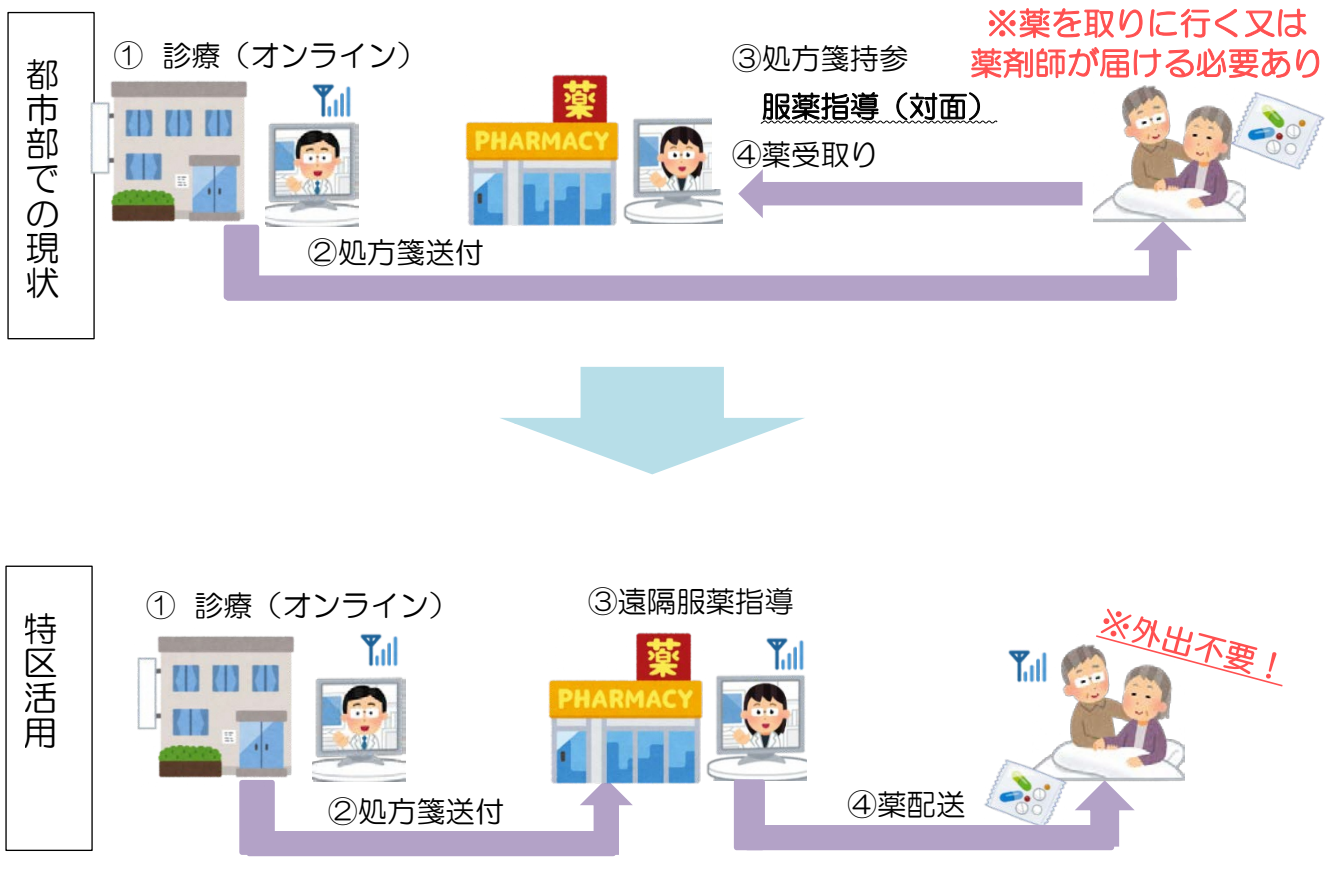 都市部での現状
① 診療（オンライン）
薬
PHARMACY
③処方箋持参
服薬指導（対面）
④薬受取り
※薬を取りに行く又は
薬剤師が届ける必要あり
②処方箋送付
特区活用
① 診療（オンライン）
③遠隔服薬指導
薬
PHARMACY
※外出不要！
②処方箋送付
④薬配送